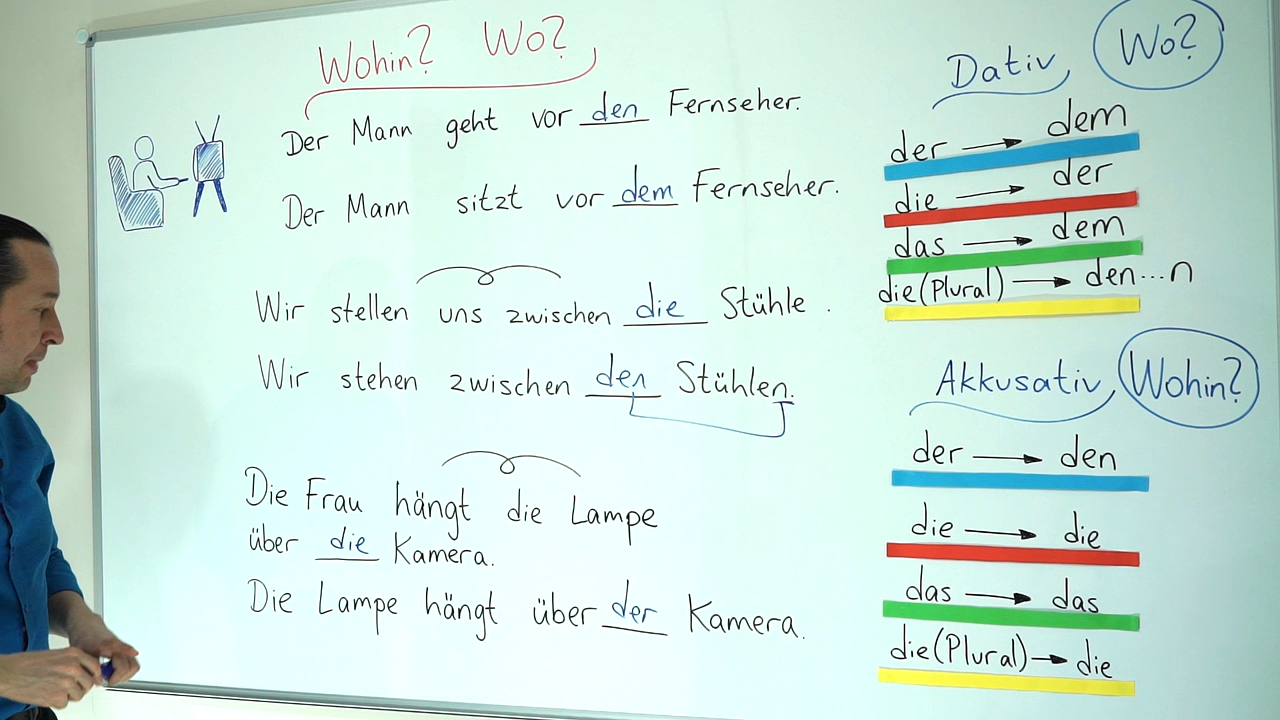 Wohin? Wo?
Der Mann geht vor den Fernseher.
Der Mann sitzt vor dem Fernseher.
Wir stellen uns zwischen die Stühle.
Wir stehen zwischen den Stühlen.
Die Frau hängt die Lampe
über die Kamera.
Die Lampe hängt über der Kamera.
Dativ Wo?
der → dem
die → der
das → dem
die (Plural) → den...n
Akkusativ Wohin?
der → den
die → die
das → das
die (Plural) → die